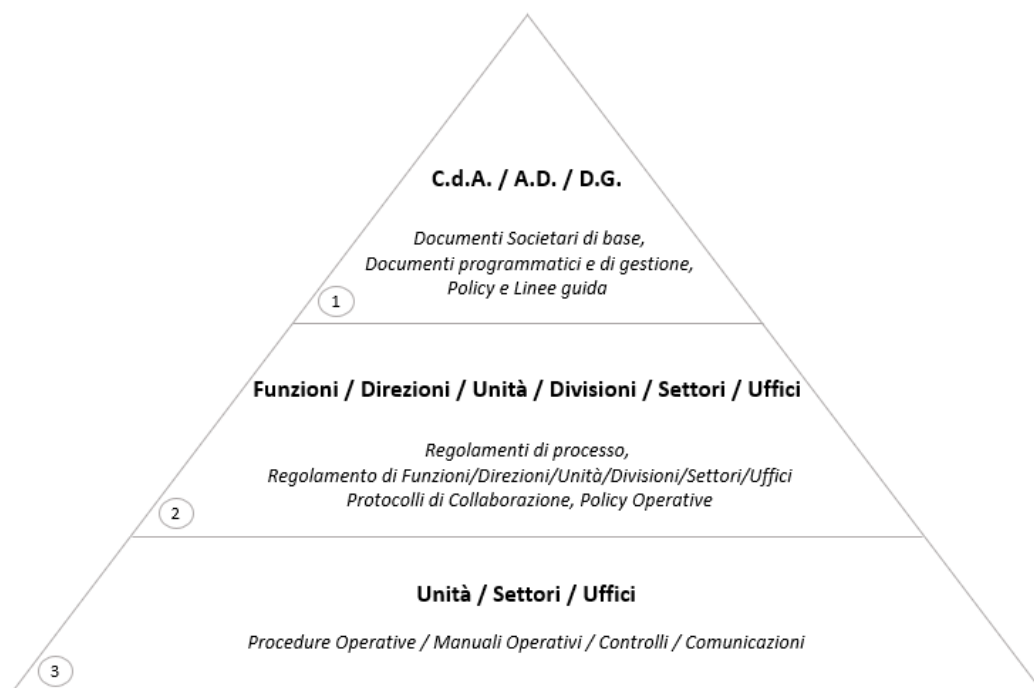 C.d.A. / A.D. / D.G.
Documenti Societari di base,
Documenti programmatici e di gestione,
Policy e Linee guida
1
Funzioni / Direzioni / Unità / Divisioni / Settori / Uffici
Regolamenti di processo,
Regolamento di Funzioni/Direzioni/Unità/Divisioni/Settori/Uffici
Protocolli di Collaborazione, Policy Operative
2
Unità / Settori / Uffici
Procedure Operative / Manuali Operativi / Controlli / Comunicazioni
3